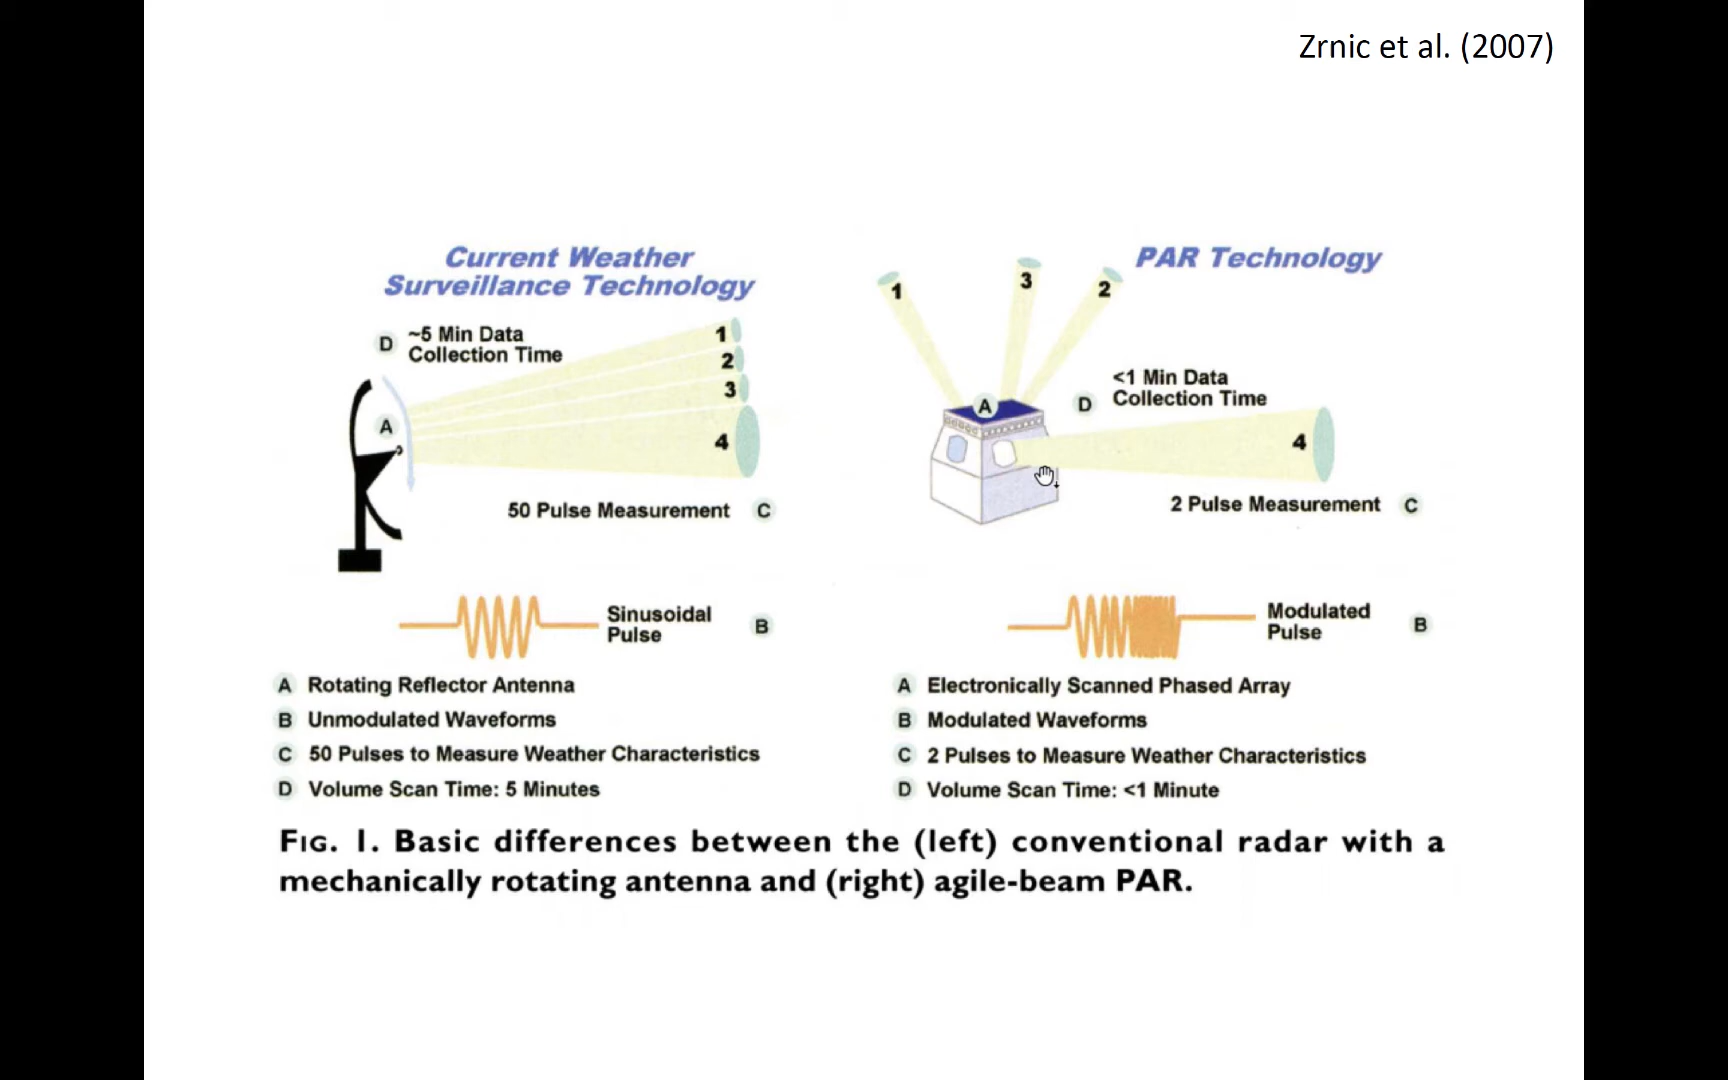 Zrnic et al. (2007)
Current Weather
Surveillance Technology
D ~5 Min Data
Collection Time
1
2
3
A
4
50 Pulse Measurement C
Sinusoidal
Pulse
B
A Rotating Reflector Antenna
B Unmodulated Waveforms
C 50 Pulses to Measure Weather Characteristics
D Volume Scan Time: 5 Minutes
PAR Technology
1
3
2
A
D <1 Min Data
Collection Time
4
2 Pulse Measurement C
Modulated
Pulse
B
A Electronically Scanned Phased Array
B Modulated Waveforms
C 2 Pulses to Measure Weather Characteristics
D Volume Scan Time: <1 Minute
FIG. 1. Basic differences between the (left) conventional radar with a
mechanically rotating antenna and (right) agile-beam PAR.